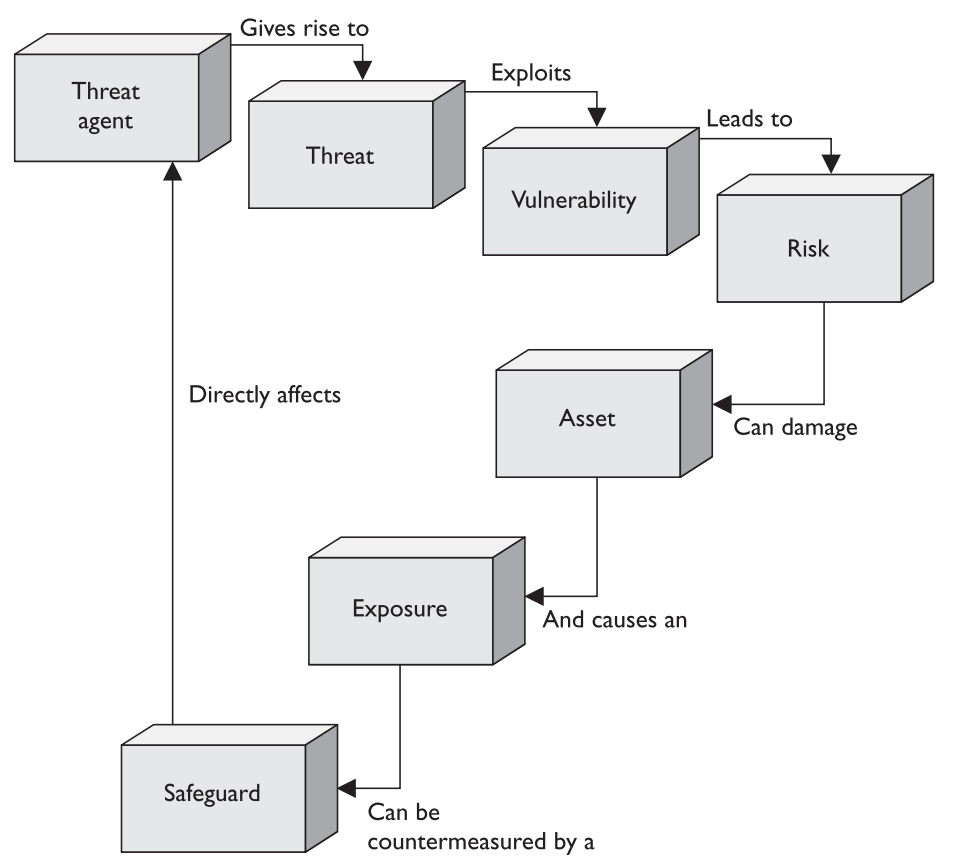 Gives rise to
Threat
agent
Exploits
Threat
Leads to
Vulnerability
Risk
Directly affects
Asset
Can damage
Exposure
And causes an
Safeguard
Can be
countermeasured by a